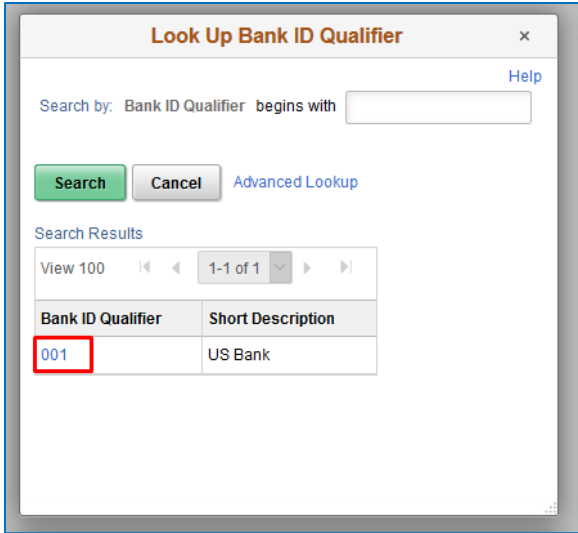 Look Up Bank ID Qualifier ×
Help
Search by: Bank ID Qualifier begins with
Search Cancel Advanced Lookup
Search Results
View 100 1-1 of 1
Bank ID Qualifier Short Description
001 US Bank